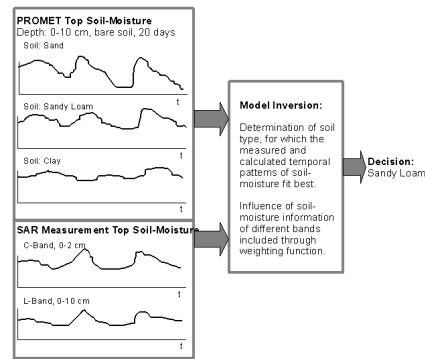 PROMET Top Soil-Moisture
Depth: 0-10 cm, bare soil, 20 days
Soil: Sand
t
Soil: Sandy Loam
t
Soil: Clay
t
SAR Measurement Top Soil-Moisture
C-Band, 0-2 cm
t
L-Band, 0-10 cm
t
Model Inversion:
Determination of soil
type, for which the
measured and
calculated temporal
patterns of soil-
moisture fit best.
Influence of soil-
moisture information
of different bands
included through
weighting function.
Decision:
Sandy Loam